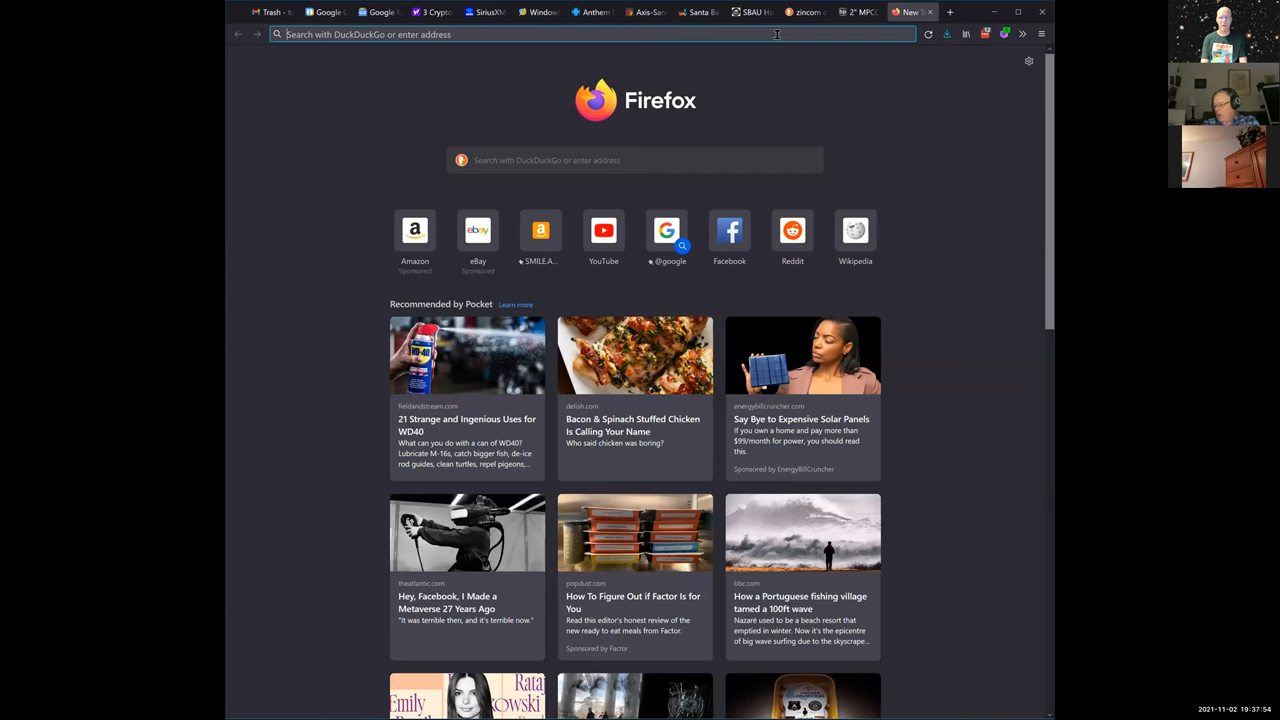 Trash - t
Google C
Google K
3 Crypto
SiriusXM
Window
Anthem
Axis-San
Santa Ba
SBAU Ho
zincom c
2" MPCC
New T
Search with DuckDuckGo or enter address
12
Firefox
Search with DuckDuckGo or enter address
a
ebay
a
G
Amazon
Sponsored
eBay
Sponsored
SMILE.A...
YouTube
@google
Facebook
Reddit
Wikipedia
Recommended by Pocket
Learn more
WD-40
fieldandstream.com
21 Strange and Ingenious Uses for
WD40
What can you do with a can of WD40?
Lubricate M-16s, catch bigger fish, de-ice
rod guides, clean turtles, repel pigeons,...
delish.com
Bacon & Spinach Stuffed Chicken
Is Calling Your Name
Who said chicken was boring?
energybillcruncher.com
Say Bye to Expensive Solar Panels
If you own a home and pay more than
$99/month for power, you should read
this.
Sponsored by EnergyBillCruncher
theatlantic.com
Hey, Facebook, I Made a
Metaverse 27 Years Ago
"It was terrible then, and it's terrible now."
popdust.com
How To Figure Out if Factor Is for
You
Read this editor's honest review of the
new ready to eat meals from Factor.
Sponsored by Factor
bbc.com
How a Portuguese fishing village
tamed a 100ft wave
Nazaré used to be a beach resort that
emptied in winter. Now it's the epicentre
of big wave surfing due to the skyscrape...
Emily
Rata
kowski
2021-11-02 19:37:54